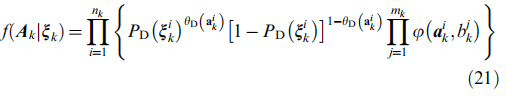 f(A_k|ξ_k) = ∏_{i=1}^{n_k} { P_D(ξ_k^i)^{θ_D(a_k^i)} [1 − P_D(ξ_k^i)]^{1−θ_D(a_k^i)} ∏_{j=1}^{m_k} φ(a_k^i, b_k^j) }
(21)